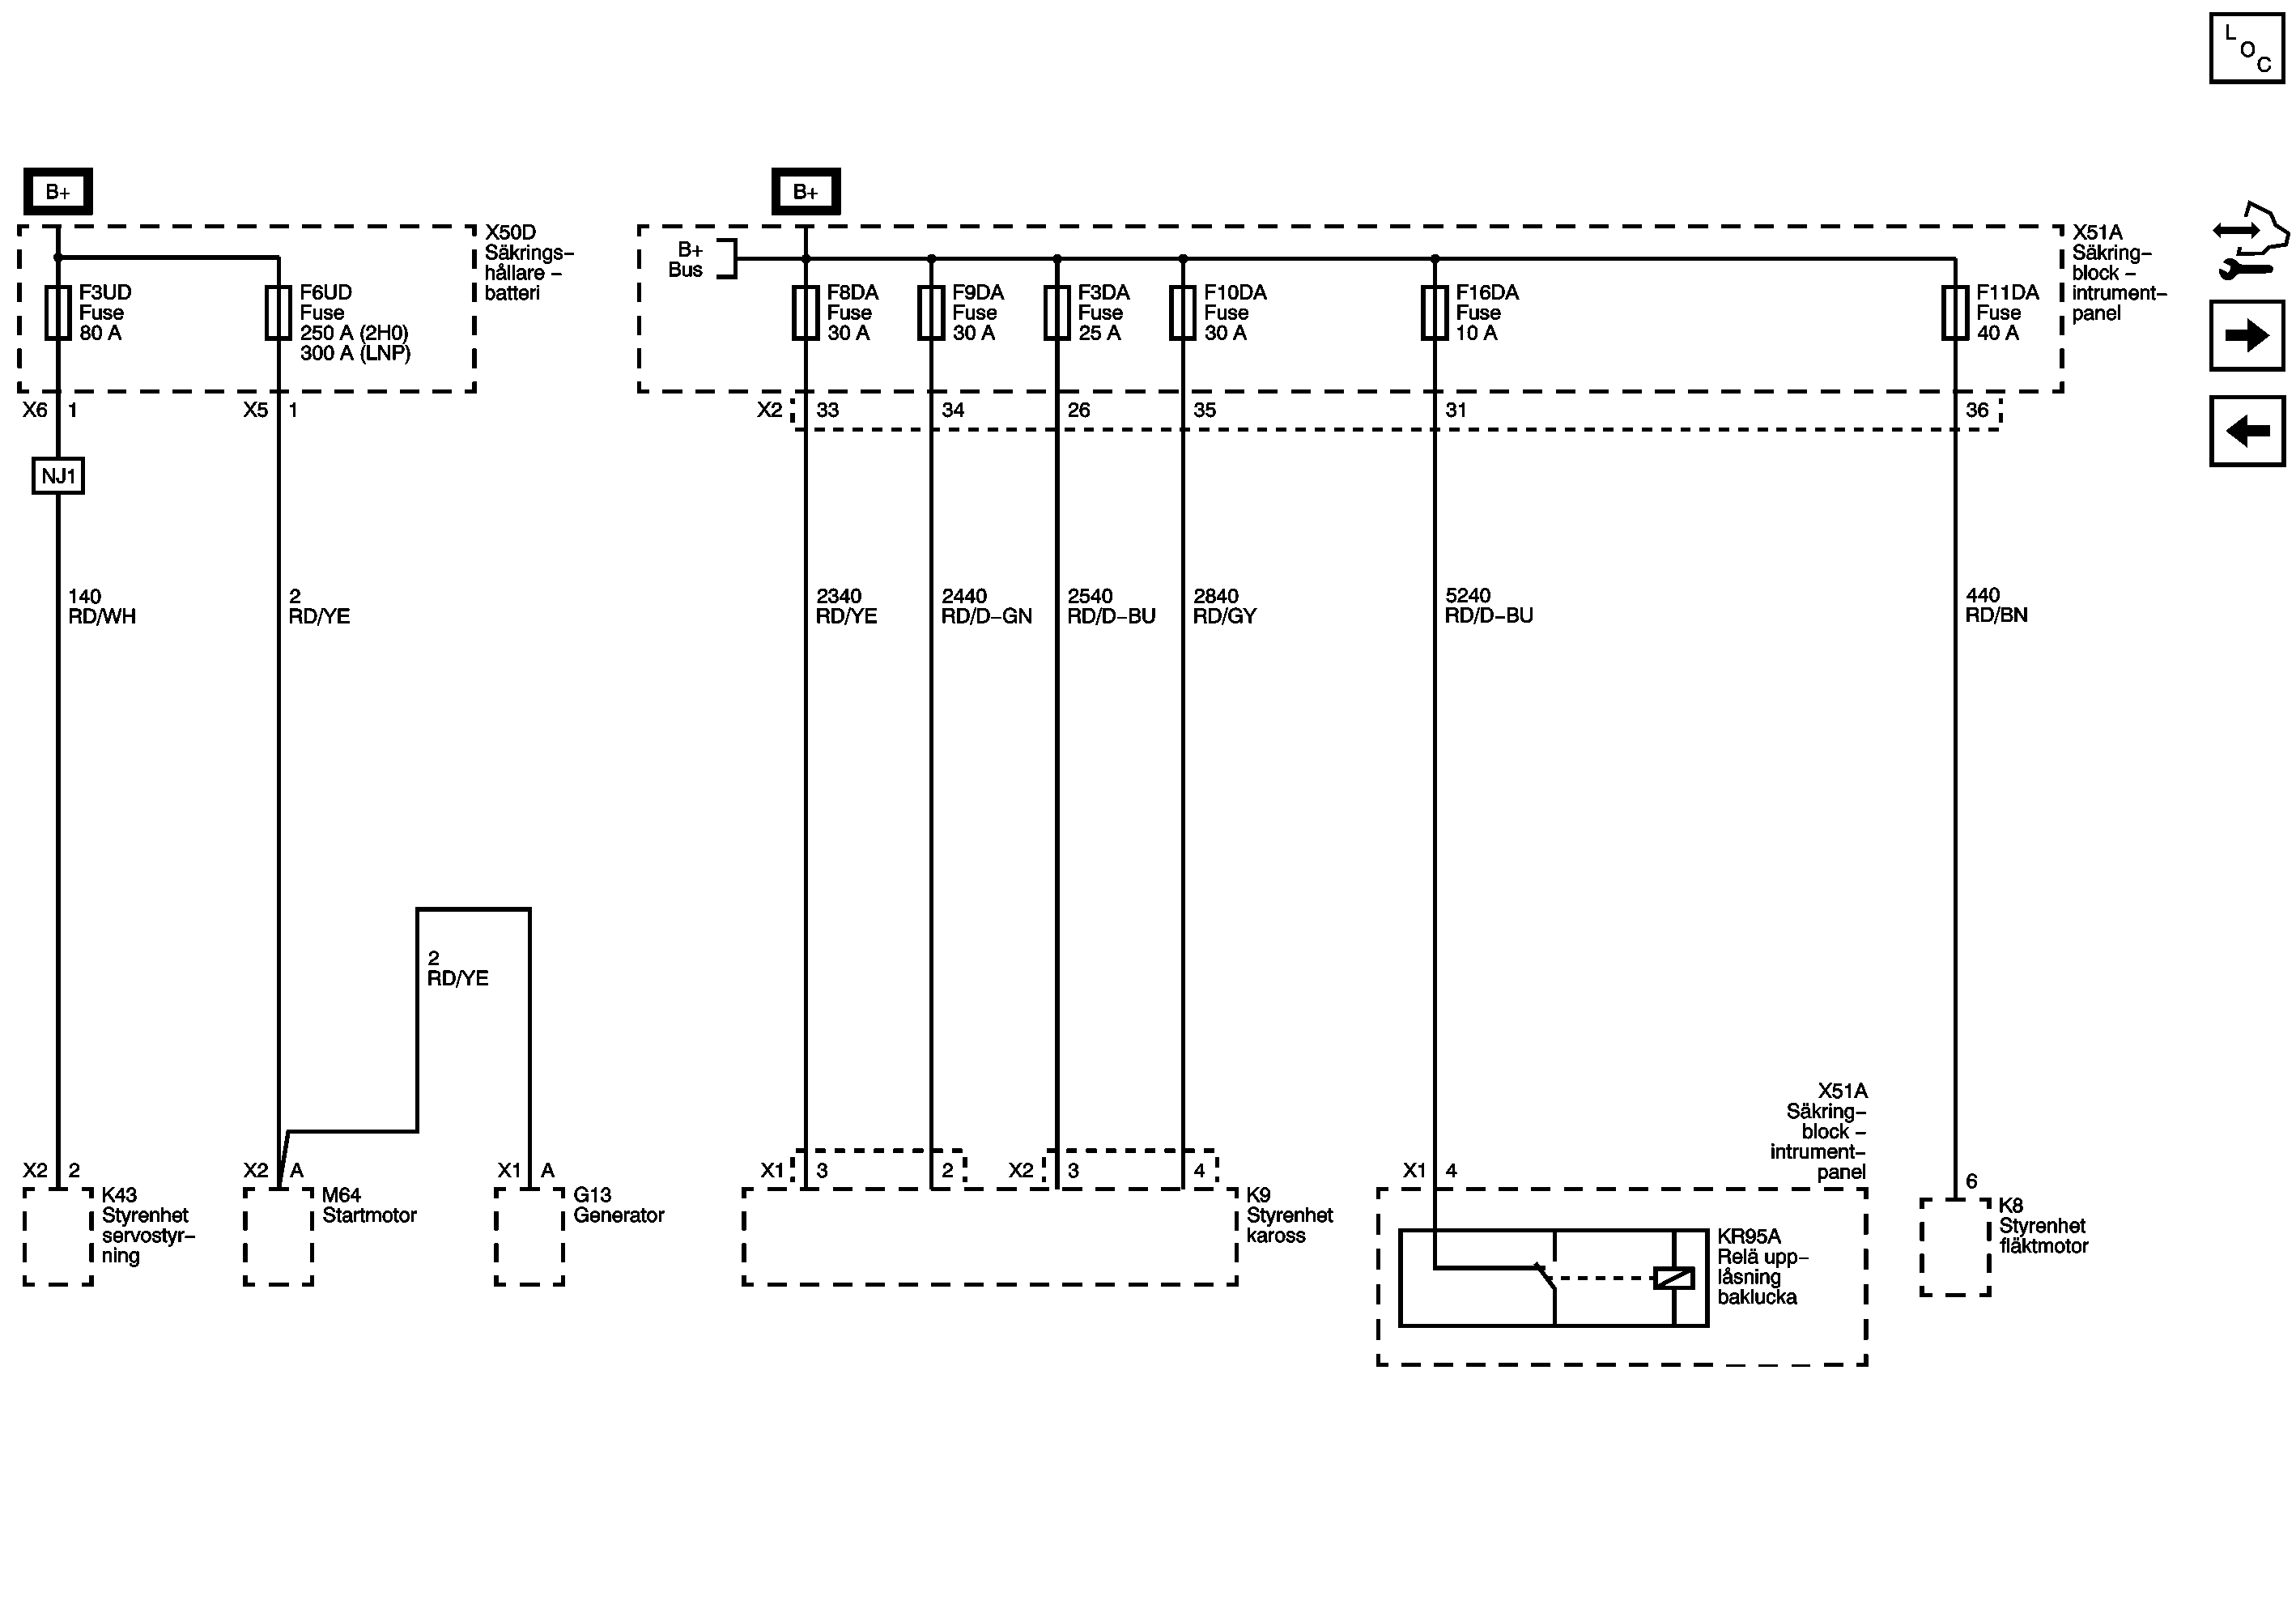 L
O
C
B+
B+
X50D
Säkrings–
hållare –
batteri
F3UD
Fuse
80 A
F6UD
Fuse
250 A (2H0)
300 A (LNP)
B+
Bus
F8DA
Fuse
30 A
F9DA
Fuse
30 A
F3DA
Fuse
25 A
F10DA
Fuse
30 A
F16DA
Fuse
10 A
F11DA
Fuse
40 A
X51A
Säkring–
block –
intrument–
panel
X6 1
X5 1
X2 33 34 26 35 31 36
NJ1
140
RD/WH
2
RD/YE
2340
RD/YE
2440
RD/D–GN
2540
RD/D–BU
2840
RD/GY
5240
RD/D–BU
440
RD/BN
2
RD/YE
X51A
Säkring–
block –
intrument–
panel
X2 2
X2 A
X1 A
X1 3 2
X2 3 4
X1 4
6
K43
Styrenhet
servostyr–
ning
M64
Startmotor
G13
Generator
K9
Styrenhet
kaross
KR95A
Relä upp–
låsning
baklucka
K8
Styrenhet
fläktmotor